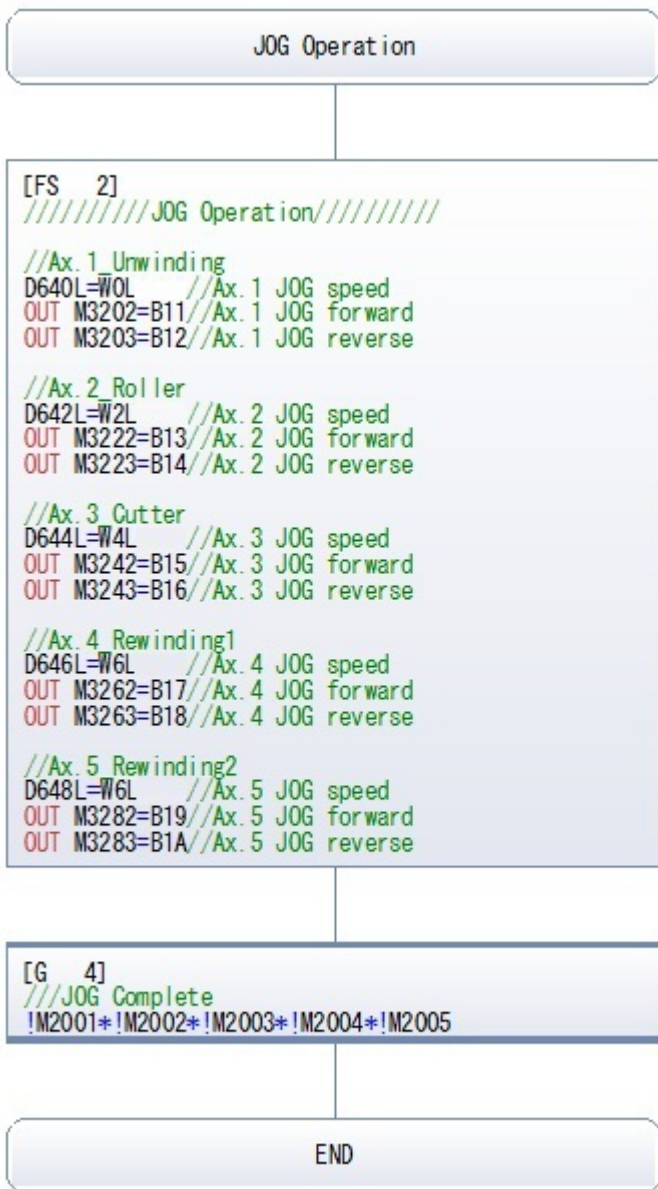 JOG Operation
[FS   2]
//////////JOG Operation//////////
//Ax.1_Unwinding
D640L=W0L     //Ax.1 JOG speed
OUT M3202=B11//Ax.1 JOG forward
OUT M3203=B12//Ax.1 JOG reverse
//Ax.2_Roller
D642L=W2L     //Ax.2 JOG speed
OUT M3222=B13//Ax.2 JOG forward
OUT M3223=B14//Ax.2 JOG reverse
//Ax.3_Cutter
D644L=W4L     //Ax.3 JOG speed
OUT M3242=B15//Ax.3 JOG forward
OUT M3243=B16//Ax.3 JOG reverse
//Ax.4_Rewinding1
D646L=W6L     //Ax.4 JOG speed
OUT M3262=B17//Ax.4 JOG forward
OUT M3263=B18//Ax.4 JOG reverse
//Ax.5_Rewinding2
D648L=W6L     //Ax.5 JOG speed
OUT M3282=B19//Ax.5 JOG forward
OUT M3283=B1A//Ax.5 JOG reverse
[G   4]
///JOG Complete
!M2001*!M2002*!M2003*!M2004*!M2005
END